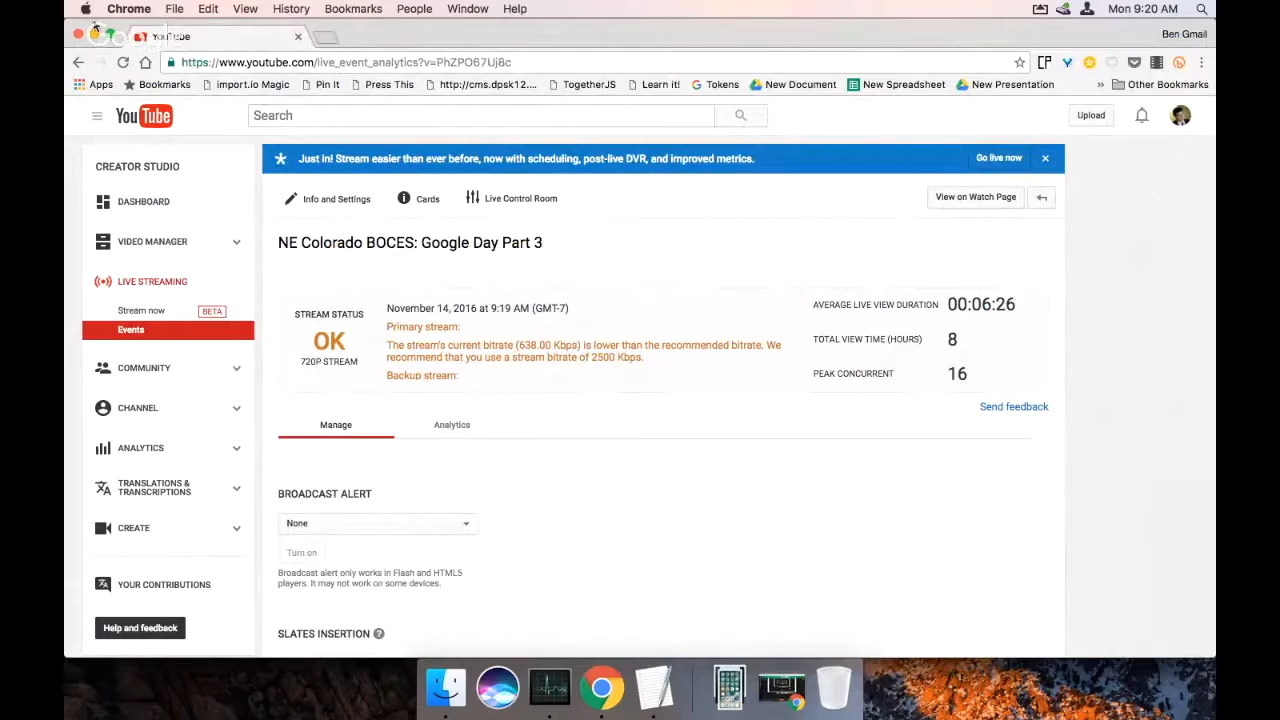 Chrome File Edit View History Bookmarks People Window Help Mon 9:20 AM
Google
YouTube
Ben Gmail
https://www.youtube.com/live_event_analytics?v=PhZPO67Uj8c
Apps Bookmarks import.io Magic Pin It Press This http://cms.dpsk12.... TogetherJS Learn it! Tokens New Document New Spreadsheet New Presentation » Other Bookmarks
YouTube Search Upload
CREATOR STUDIO
DASHBOARD
VIDEO MANAGER
LIVE STREAMING
Stream now BETA
Events
COMMUNITY
CHANNEL
ANALYTICS
TRANSLATIONS &
TRANSCRIPTIONS
CREATE
YOUR CONTRIBUTIONS
Help and feedback
Just in! Stream easier than ever before, now with scheduling, post-live DVR, and improved metrics. Go live now
Info and Settings Cards Live Control Room View on Watch Page
NE Colorado BOCES: Google Day Part 3
STREAM STATUS
OK
720P STREAM
November 14, 2016 at 9:19 AM (GMT-7)
Primary stream:
The stream's current bitrate (638.00 Kbps) is lower than the recommended bitrate. We
recommend that you use a stream bitrate of 2500 Kbps.
Backup stream:
AVERAGE LIVE VIEW DURATION 00:06:26
TOTAL VIEW TIME (HOURS) 8
PEAK CONCURRENT 16
Send feedback
Manage Analytics
BROADCAST ALERT
None
Turn on
Broadcast alert only works in Flash and HTML5
players. It may not work on some devices.
SLATES INSERTION ?